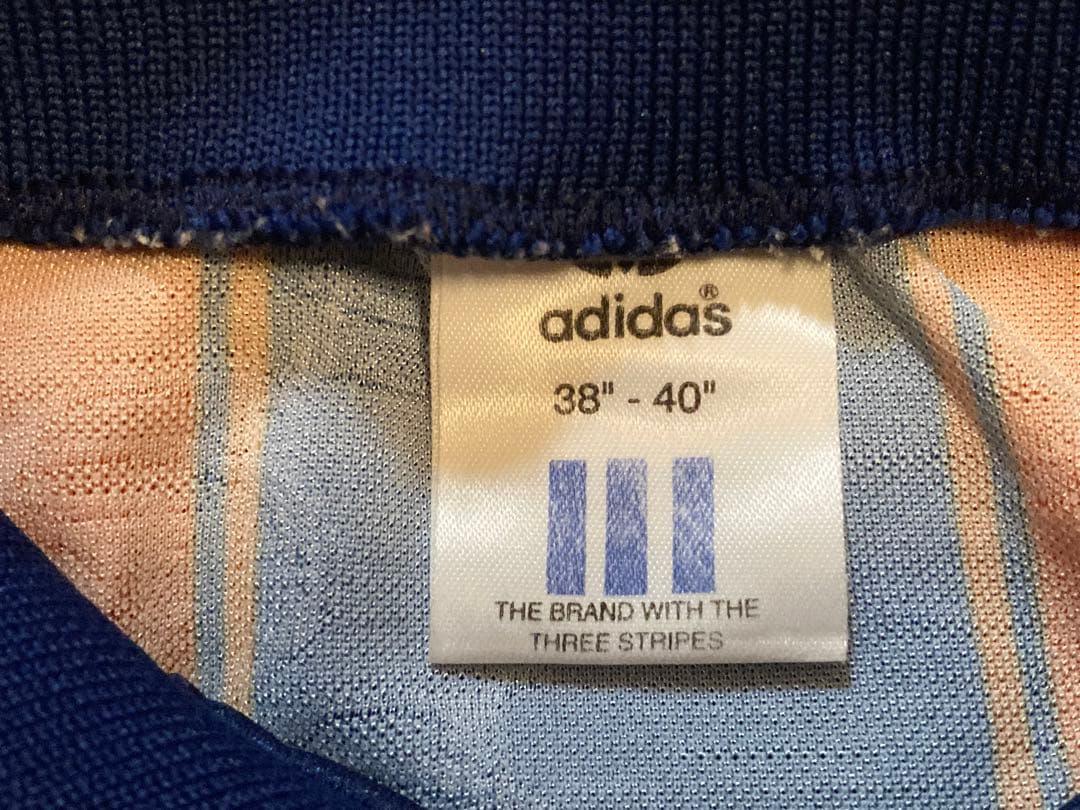 adidas®
38" - 40"
THE BRAND WITH THE
THREE STRIPES